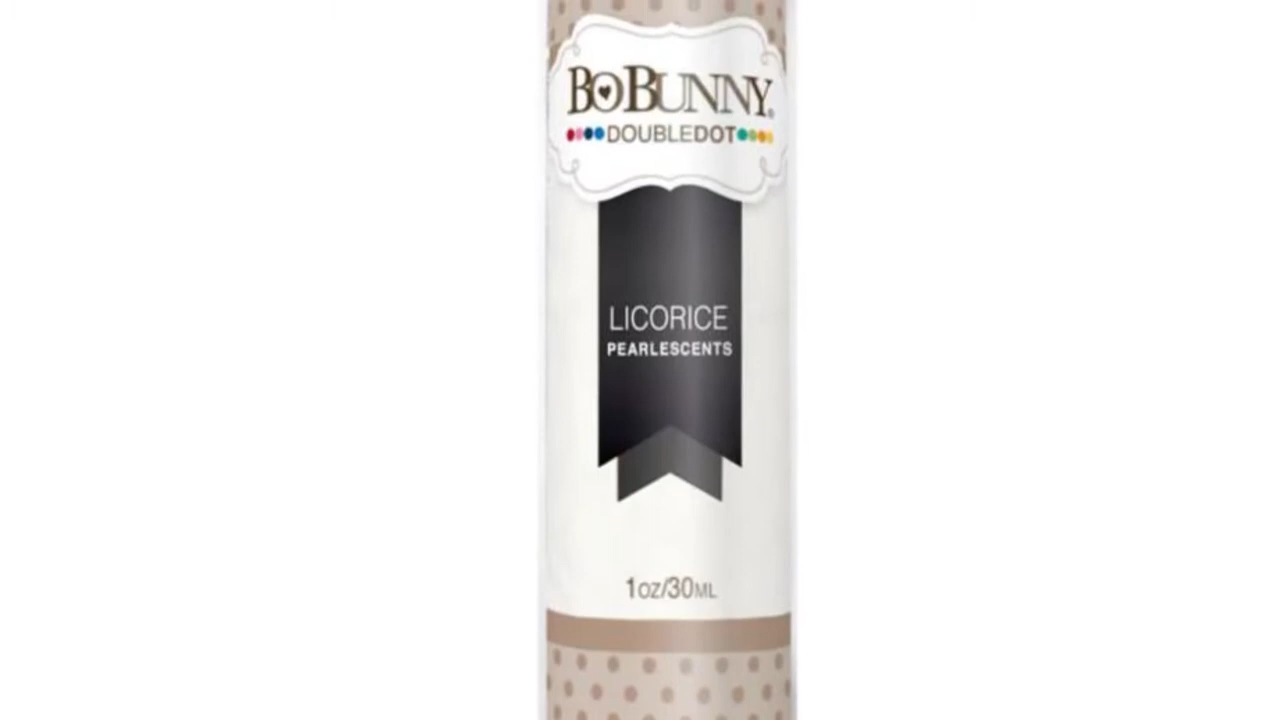 BOBUNNY®
DOUBLEDOT
LICORICE
PEARLESCENTS
1OZ/30ML